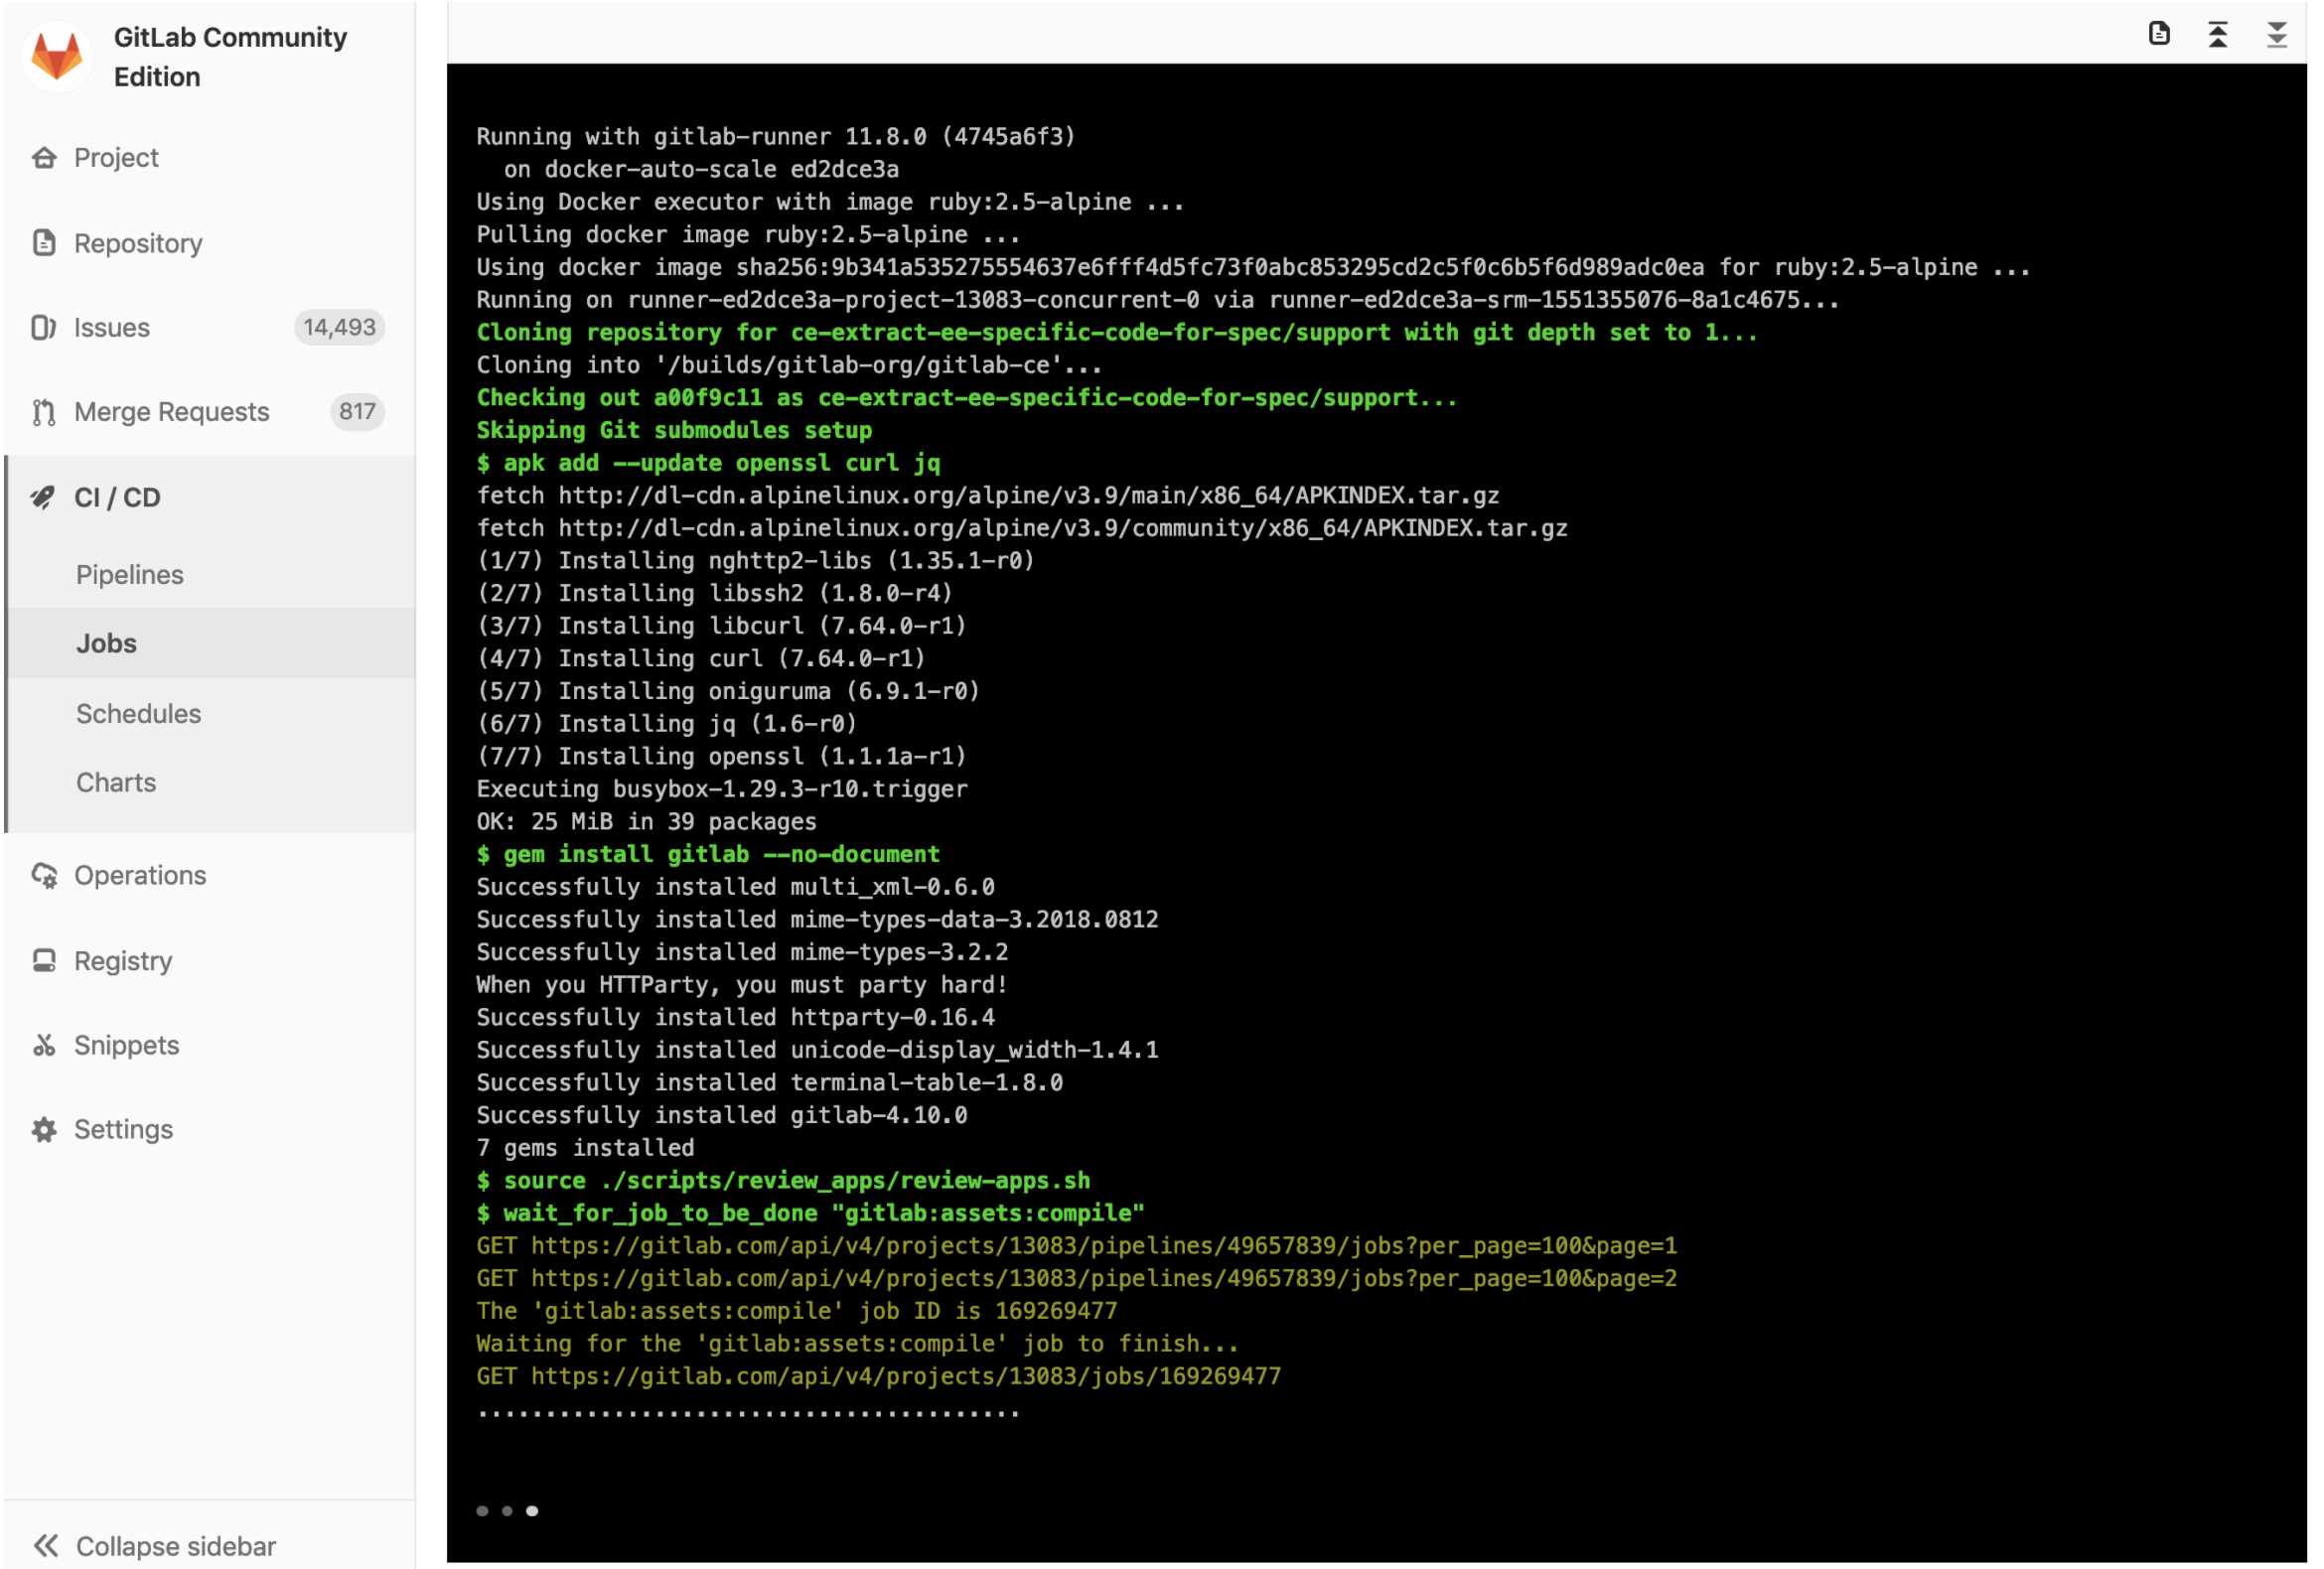 GitLab Community
Edition
Project
Repository
Issues 14,493
Merge Requests 817
CI / CD
Pipelines
Jobs
Schedules
Charts
Operations
Registry
Snippets
Settings
Collapse sidebar
Running with gitlab-runner 11.8.0 (4745a6f3)
  on docker-auto-scale ed2dce3a
Using Docker executor with image ruby:2.5-alpine ...
Pulling docker image ruby:2.5-alpine ...
Using docker image sha256:9b341a535275554637e6fff4d5fc73f0abc853295cd2c5f0c6b5f6d989adc0ea for ruby:2.5-alpine ...
Running on runner-ed2dce3a-project-13083-concurrent-0 via runner-ed2dce3a-srm-1551355076-8a1c4675...
Cloning repository for ce-extract-ee-specific-code-for-spec/support with git depth set to 1...
Cloning into '/builds/gitlab-org/gitlab-ce'...
Checking out a00f9c11 as ce-extract-ee-specific-code-for-spec/support...
Skipping Git submodules setup
$ apk add --update openssl curl jq
fetch http://dl-cdn.alpinelinux.org/alpine/v3.9/main/x86_64/APKINDEX.tar.gz
fetch http://dl-cdn.alpinelinux.org/alpine/v3.9/community/x86_64/APKINDEX.tar.gz
(1/7) Installing nghttp2-libs (1.35.1-r0)
(2/7) Installing libssh2 (1.8.0-r4)
(3/7) Installing libcurl (7.64.0-r1)
(4/7) Installing curl (7.64.0-r1)
(5/7) Installing oniguruma (6.9.1-r0)
(6/7) Installing jq (1.6-r0)
(7/7) Installing openssl (1.1.1a-r1)
Executing busybox-1.29.3-r10.trigger
OK: 25 MiB in 39 packages
$ gem install gitlab --no-document
Successfully installed multi_xml-0.6.0
Successfully installed mime-types-data-3.2018.0812
Successfully installed mime-types-3.2.2
When you HTTParty, you must party hard!
Successfully installed httparty-0.16.4
Successfully installed unicode-display_width-1.4.1
Successfully installed terminal-table-1.8.0
Successfully installed gitlab-4.10.0
7 gems installed
$ source ./scripts/review_apps/review-apps.sh
$ wait_for_job_to_be_done "gitlab:assets:compile"
GET https://gitlab.com/api/v4/projects/13083/pipelines/49657839/jobs?per_page=100&page=1
GET https://gitlab.com/api/v4/projects/13083/pipelines/49657839/jobs?per_page=100&page=2
The 'gitlab:assets:compile' job ID is 169269477
Waiting for the 'gitlab:assets:compile' job to finish...
GET https://gitlab.com/api/v4/projects/13083/jobs/169269477
........................................